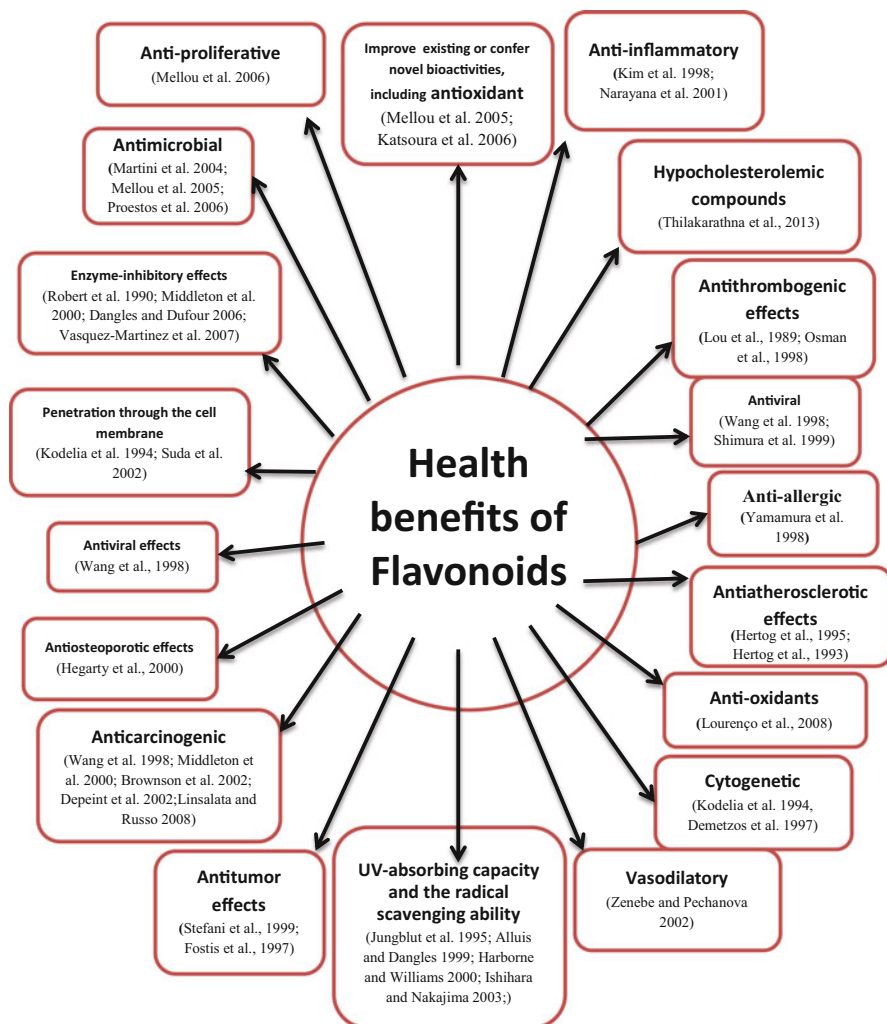 Anti-proliferative
(Mellou et al. 2006)
Improve existing or confer
novel bioactivities,
including antioxidant
(Mellou et al. 2005;
Katsoura et al. 2006)
Anti-inflammatory
(Kim et al. 1998;
Narayana et al. 2001)
Antimicrobial
(Martini et al. 2004;
Mellou et al. 2005;
Proestos et al. 2006)
Hypocholesterolemic
compounds
(Thilakarathna et al., 2013)
Enzyme-inhibitory effects
(Robert et al. 1990; Middleton et al.
2000; Dangles and Dufour 2006;
Vasquez-Martinez et al. 2007)
Antithrombogenic
effects
(Lou et al., 1989; Osman
et al., 1998)
Penetration through the cell
membrane
(Kodelia et al. 1994; Suda et al.
2002)
Antiviral
(Wang et al. 1998;
Shimura et al. 1999)
Health
benefits of
Flavonoids
Anti-allergic
(Yamamura et al.
1998)
Antiviral effects
(Wang et al., 1998)
Antiatherosclerotic
effects
(Hertog et al., 1995;
Hertog et al., 1993)
Antiosteoporotic effects
(Hegarty et al., 2000)
Anti-oxidants
(Lourenço et al., 2008)
Anticarcinogenic
(Wang et al. 1998; Middleton et
al. 2000; Brownson et al. 2002;
Depeint et al. 2002;Linsalata and
Russo 2008)
Cytogenetic
(Kodelia et al. 1994,
Demetzos et al. 1997)
Antitumor
effects
(Stefani et al., 1999;
Fostis et al., 1997)
UV-absorbing capacity
and the radical
scavenging ability
(Jungblut et al. 1995; Alluis
and Dangles 1999; Harborne
and Williams 2000; Ishihara
and Nakajima 2003;)
Vasodilatory
(Zenebe and Pechanova
2002)